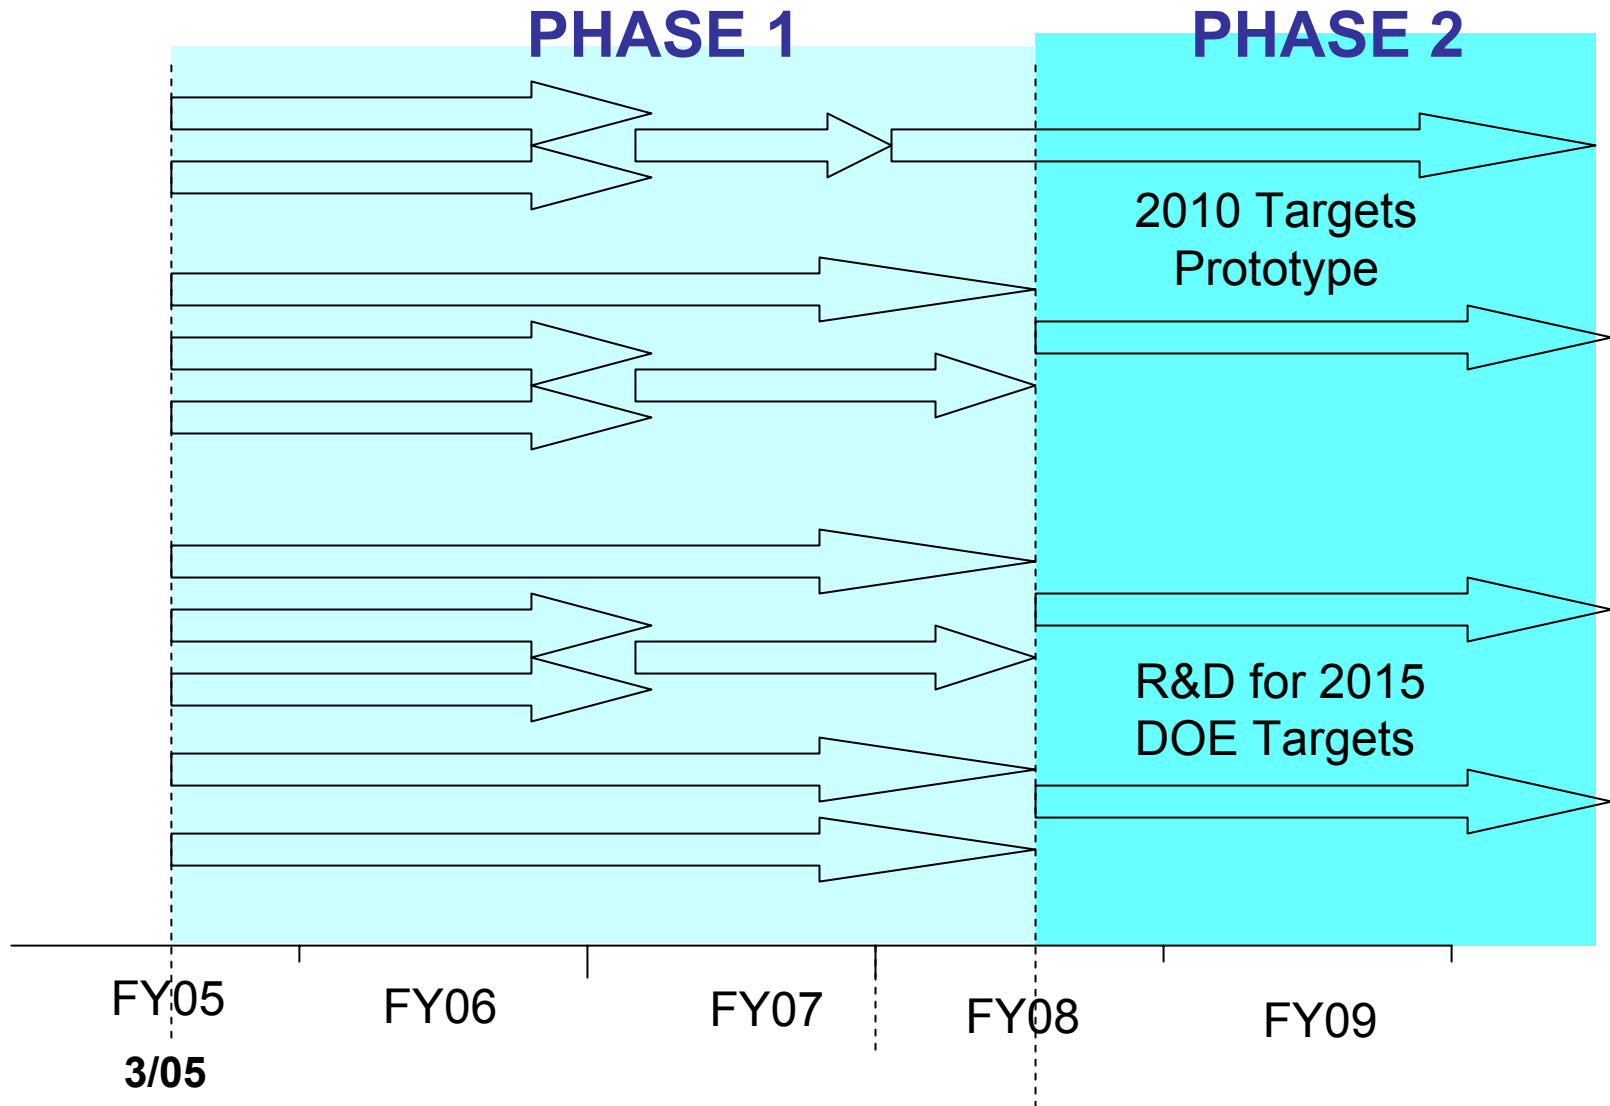 PHASE 1
PHASE 2
2010 Targets
Prototype
R&D for 2015
DOE Targets
FY05
FY06
FY07
FY08
FY09
3/05